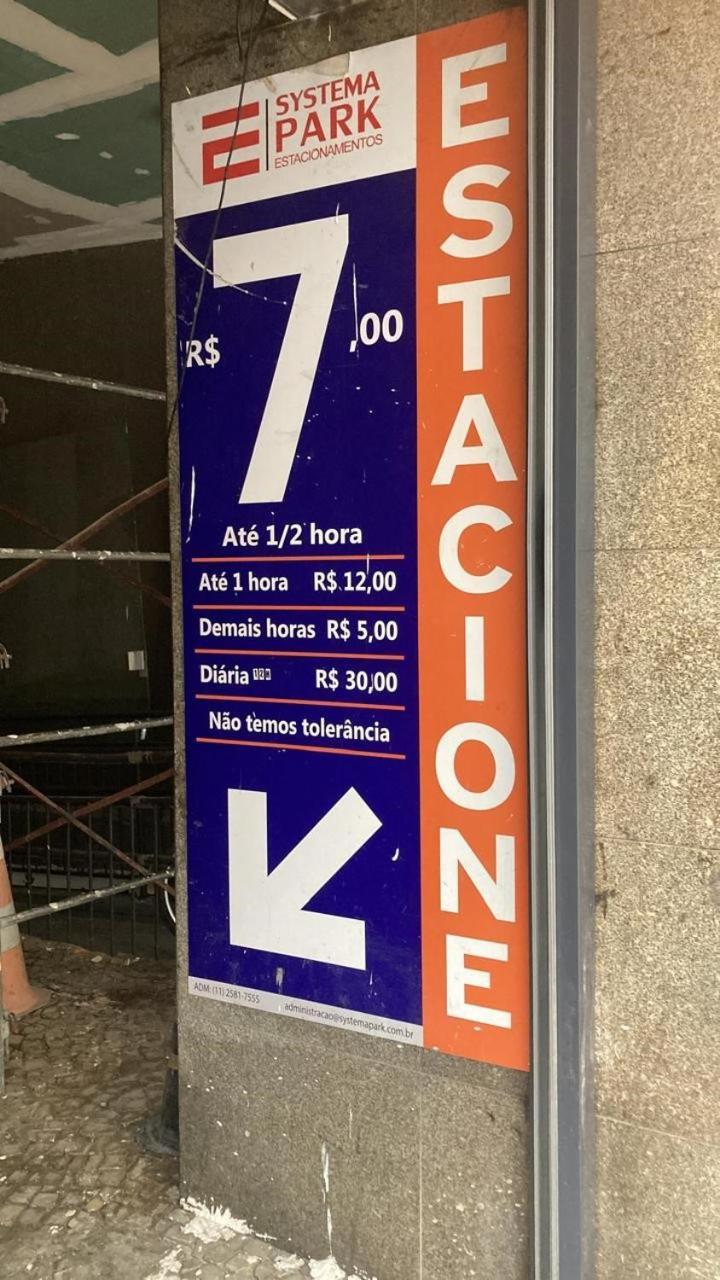 SYSTEMA
PARK
ESTACIONAMENTOS
R$ 7,00
Até 1/2 hora
Até 1 hora R$ 12,00
Demais horas R$ 5,00
Diária 12H R$ 30,00
Não temos tolerância
ADM: (11) 2581-7555 administracao@systemapark.com.br
ESTACIONE